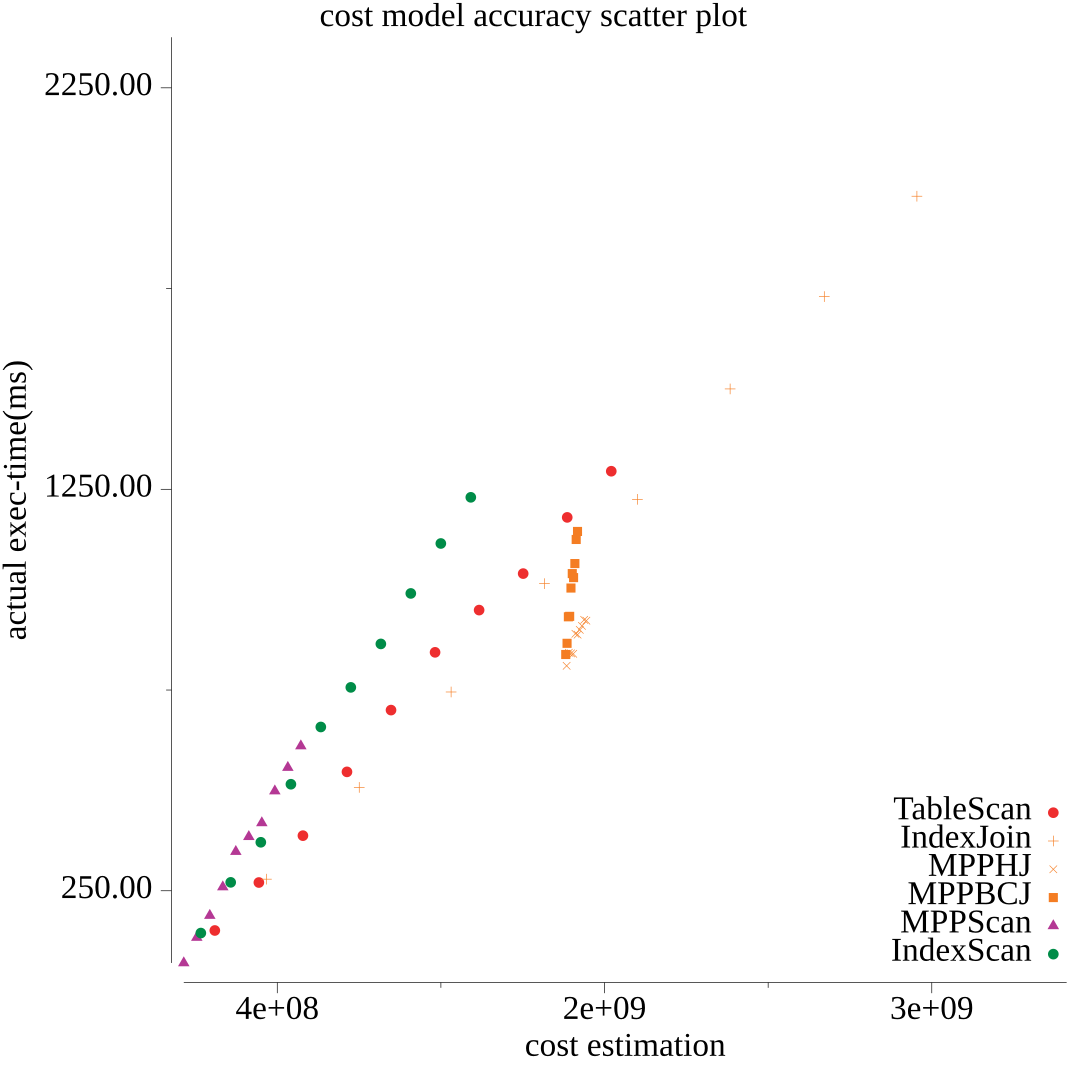 cost model accuracy scatter plot
2250.00
1250.00
250.00
actual exec-time(ms)
TableScan
IndexJoin
MPPHJ
MPPBCJ
MPPScan
IndexScan
4e+08 2e+09 3e+09
cost estimation